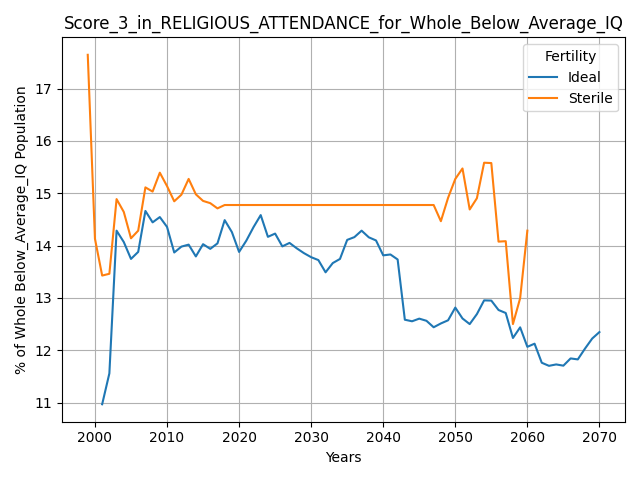 Score_3_in_RELIGIOUS_ATTENDANCE_for_Whole_Below_Average_IQ
Fertility
Ideal
Sterile
% of Whole Below_Average_IQ Population
17
16
15
14
13
12
11
2000
2010
2020
2030
2040
2050
2060
2070
Years